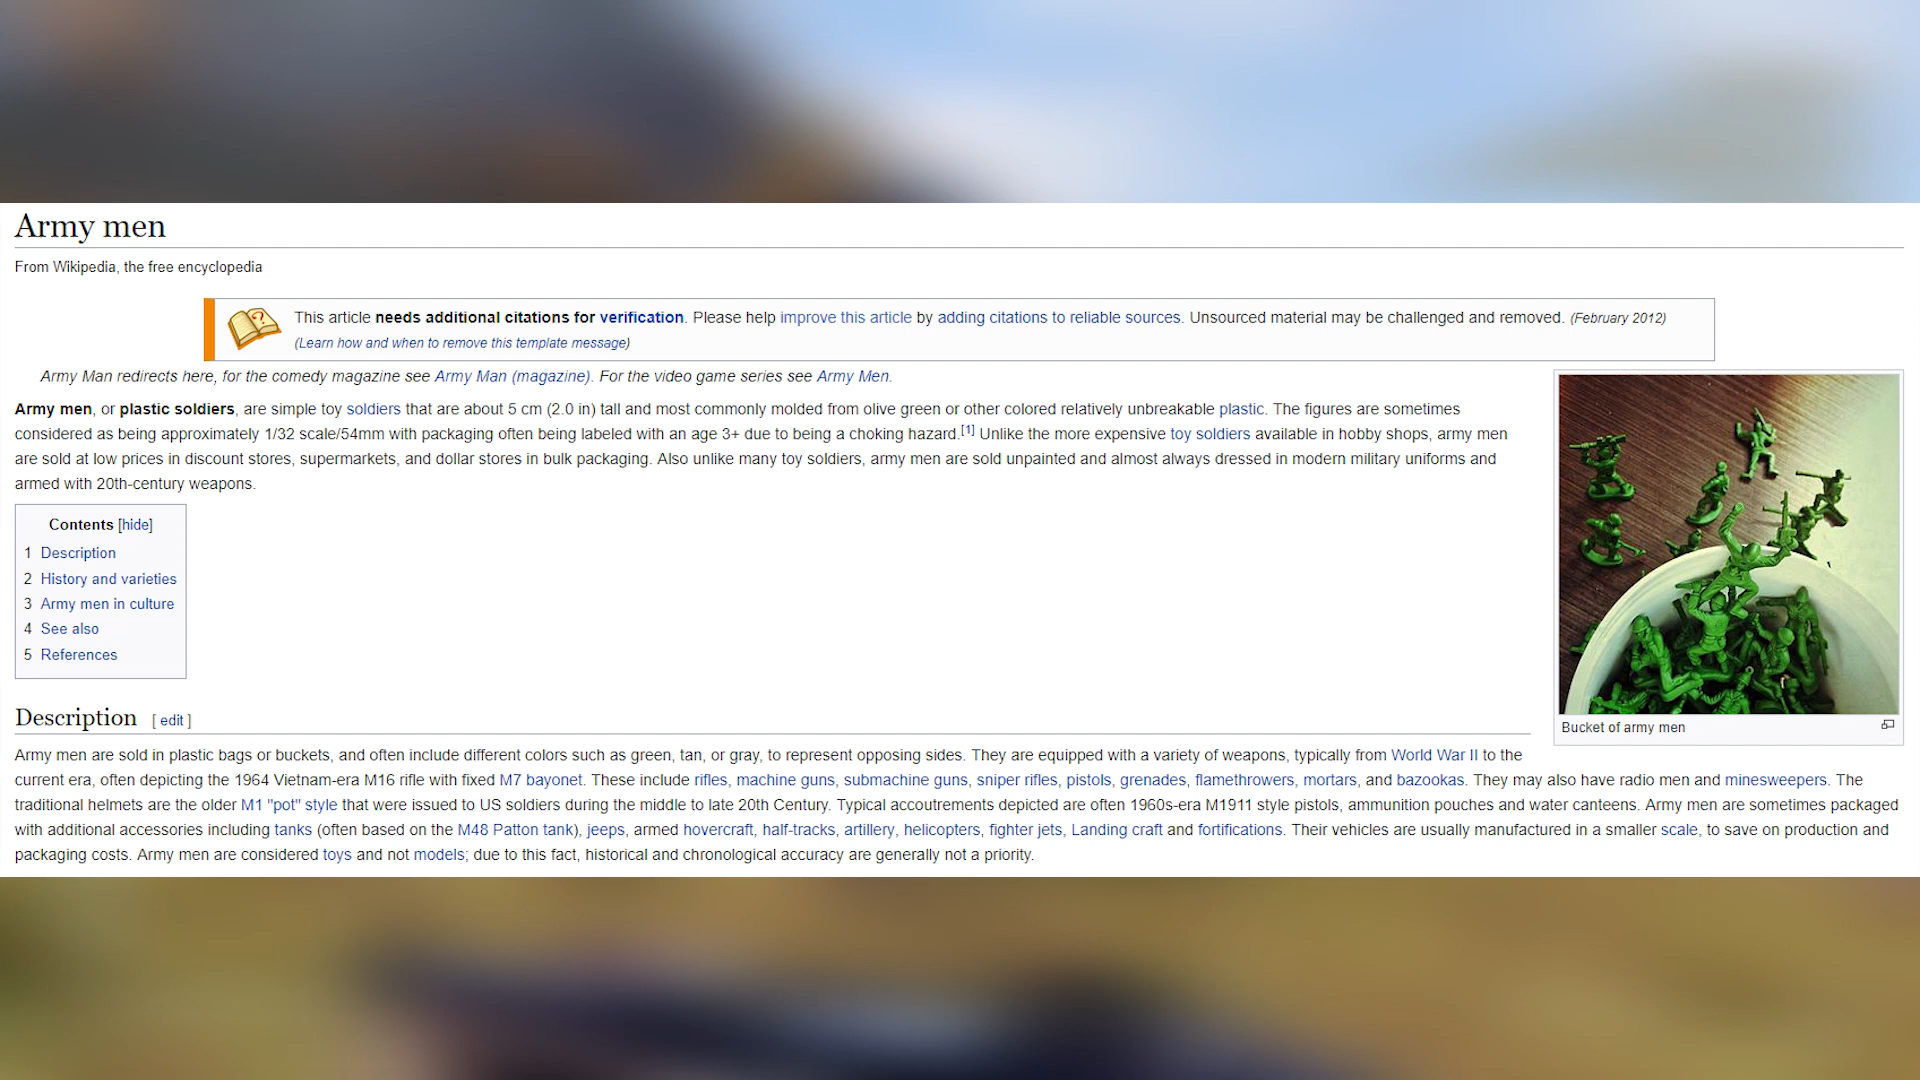 Army men
From Wikipedia, the free encyclopedia
This article needs additional citations for verification. Please help improve this article by adding citations to reliable sources. Unsourced material may be challenged and removed. (February 2012)
(Learn how and when to remove this template message)
Army Man redirects here, for the comedy magazine see Army Man (magazine). For the video game series see Army Men.
Army men, or plastic soldiers, are simple toy soldiers that are about 5 cm (2.0 in) tall and most commonly molded from olive green or other colored relatively unbreakable plastic. The figures are sometimes
considered as being approximately 1/32 scale/54mm with packaging often being labeled with an age 3+ due to being a choking hazard.[1] Unlike the more expensive toy soldiers available in hobby shops, army men
are sold at low prices in discount stores, supermarkets, and dollar stores in bulk packaging. Also unlike many toy soldiers, army men are sold unpainted and almost always dressed in modern military uniforms and
armed with 20th-century weapons.
Contents [hide]
1 Description
2 History and varieties
3 Army men in culture
4 See also
5 References
Bucket of army men
Description [ edit ]
Army men are sold in plastic bags or buckets, and often include different colors such as green, tan, or gray, to represent opposing sides. They are equipped with a variety of weapons, typically from World War II to the
current era, often depicting the 1964 Vietnam-era M16 rifle with fixed M7 bayonet. These include rifles, machine guns, submachine guns, sniper rifles, pistols, grenades, flamethrowers, mortars, and bazookas. They may also have radio men and minesweepers. The
traditional helmets are the older M1 "pot" style that were issued to US soldiers during the middle to late 20th Century. Typical accoutrements depicted are often 1960s-era M1911 style pistols, ammunition pouches and water canteens. Army men are sometimes packaged
with additional accessories including tanks (often based on the M48 Patton tank), jeeps, armed hovercraft, half-tracks, artillery, helicopters, fighter jets, Landing craft and fortifications. Their vehicles are usually manufactured in a smaller scale, to save on production and
packaging costs. Army men are considered toys and not models; due to this fact, historical and chronological accuracy are generally not a priority.